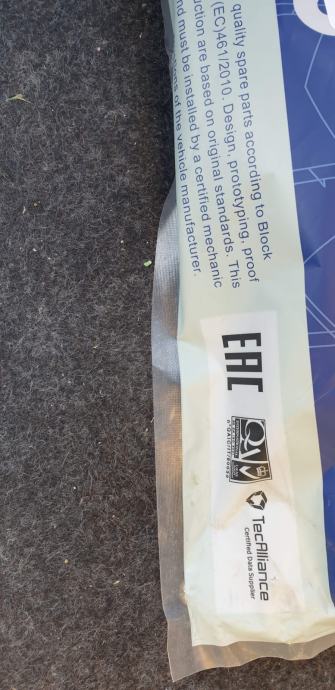 quality spare parts according to Block
(EC)461/2010. Design, prototyping, proof
uction are based on original standards. This
nd must be installed by a certified mechanic
of the vehicle manufacturer.
EAC
QAI
TecAlliance
Certified Data Supplier